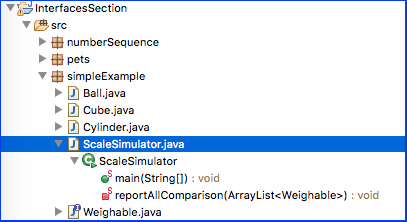 InterfacesSection
src
numberSequence
pets
simpleExample
Ball.java
Cube.java
Cylinder.java
ScaleSimulator.java
ScaleSimulator
main(String[]) : void
reportAllComparison(ArrayList<Weighable>) : void
Weighable.java